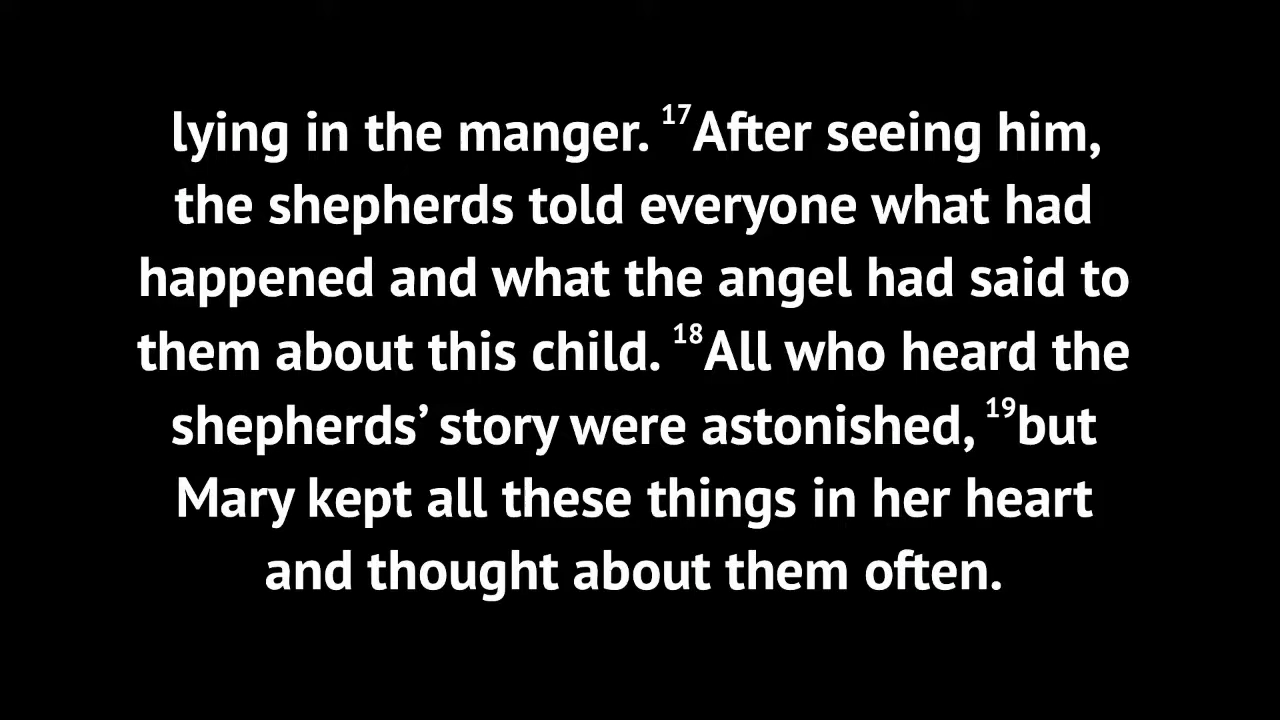 lying in the manger. ¹⁷After seeing him,
the shepherds told everyone what had
happened and what the angel had said to
them about this child. ¹⁸All who heard the
shepherds’ story were astonished, ¹⁹but
Mary kept all these things in her heart
and thought about them often.